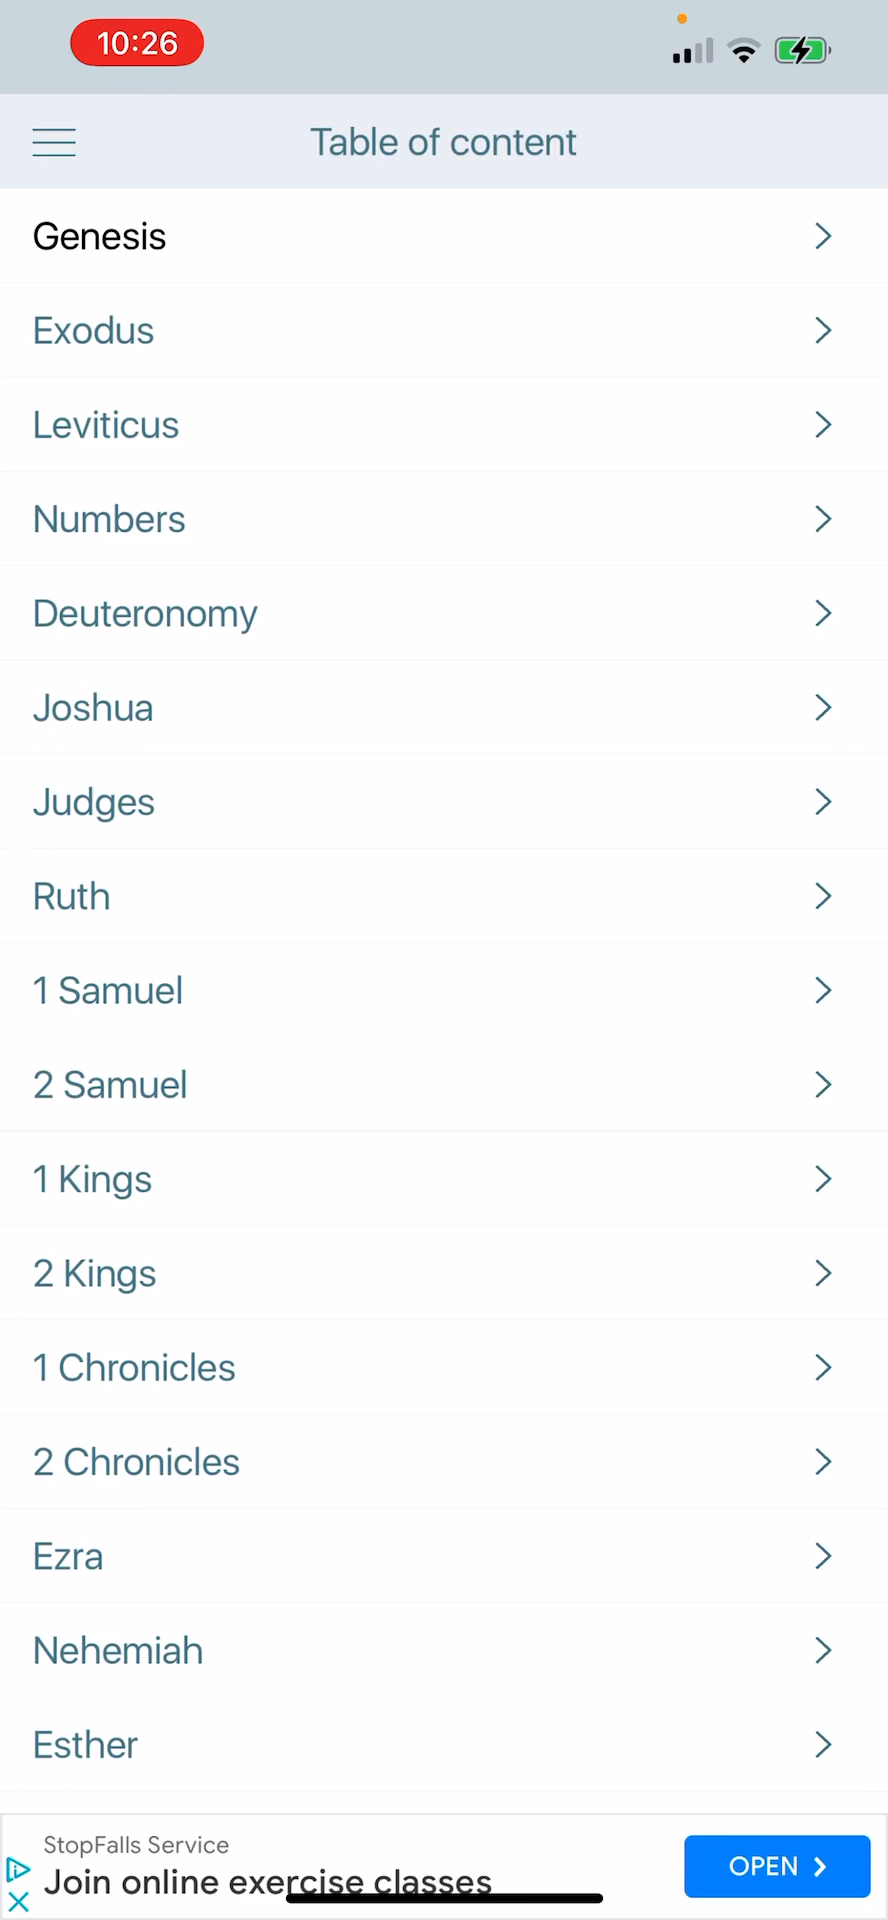 10:26
Table of content
Genesis
Exodus
Leviticus
Numbers
Deuteronomy
Joshua
Judges
Ruth
1 Samuel
2 Samuel
1 Kings
2 Kings
1 Chronicles
2 Chronicles
Ezra
Nehemiah
Esther
StopFalls Service
Join online exercise classes
OPEN